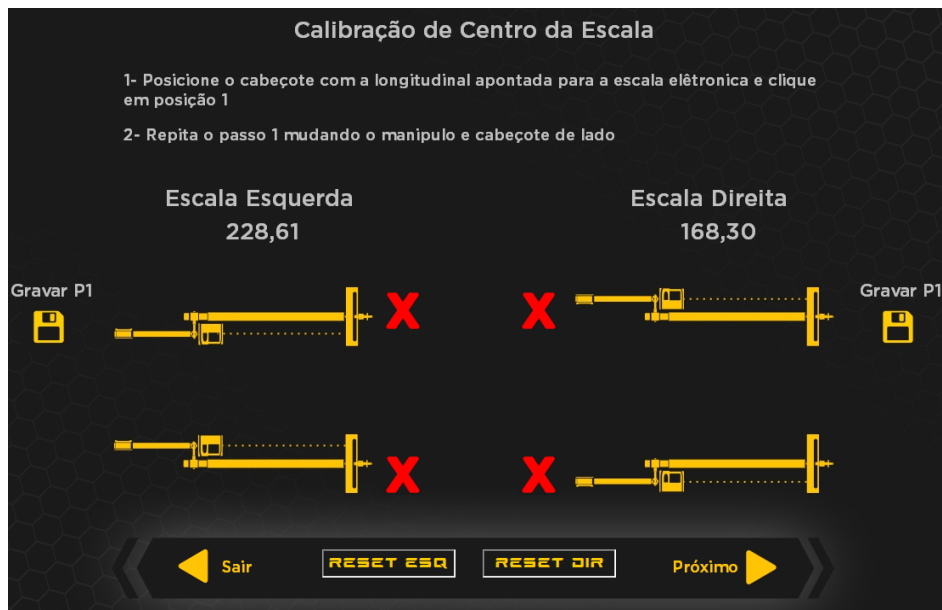 Calibração de Centro da Escala
1- Posicione o cabeçote com a longitudinal apontada para a escala elêtronica e clique
em posição 1
2- Repita o passo 1 mudando o manipulo e cabeçote de lado
Escala Esquerda
Escala Direita
228,61
168,30
Gravar P1
Gravar P1
X
X
X
X
Sair
RESET ESQ
RESET DIR
Próximo